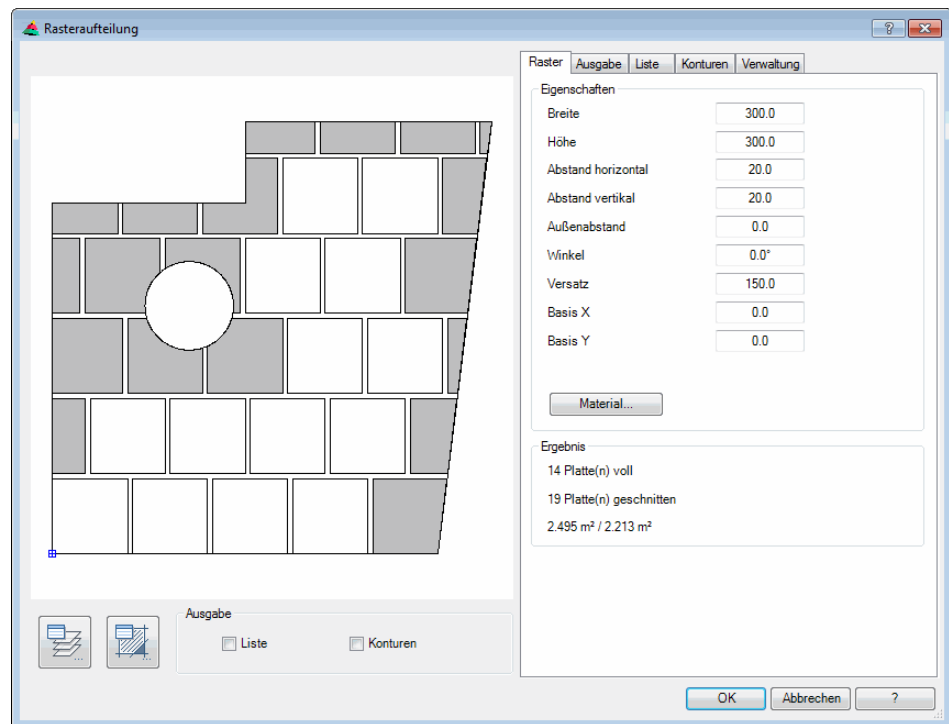 Rasteraufteilung
Raster Ausgabe Liste Konturen Verwaltung
Eigenschaften
Breite 300.0
Höhe 300.0
Abstand horizontal 20.0
Abstand vertikal 20.0
Außenabstand 0.0
Winkel 0.0°
Versatz 150.0
Basis X 0.0
Basis Y 0.0
Material...
Ergebnis
14 Platte(n) voll
19 Platte(n) geschnitten
2.495 m² / 2.213 m²
Ausgabe
Liste Konturen
OK Abbrechen ?